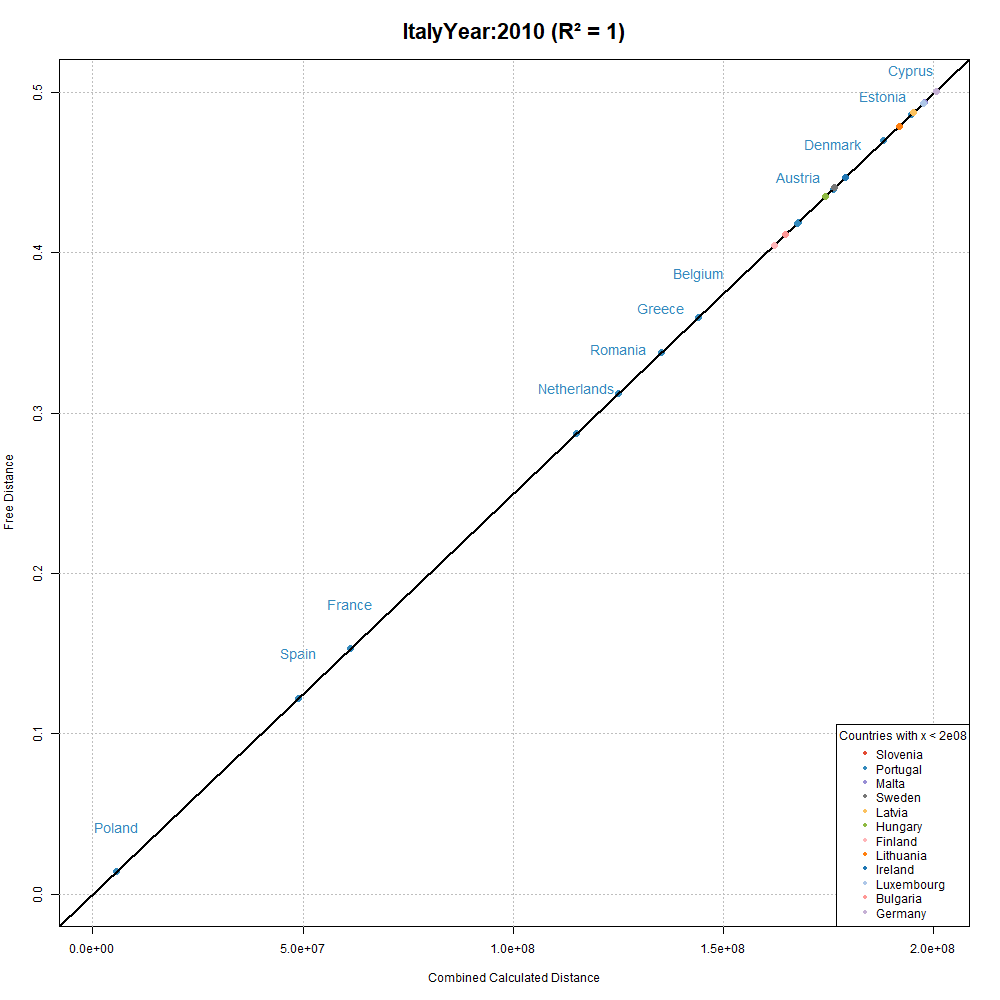 ItalyYear:2010 (R² = 1)
Cyprus
0.5
Estonia
Denmark
Austria
0.4
Belgium
Greece
Romania
Netherlands
0.3
Free Distance
0.2
France
Spain
0.1
Countries with x < 2e08
Slovenia
Portugal
Malta
Sweden
Latvia
Poland
Hungary
Finland
Lithuania
Ireland
Luxembourg
0.0
Bulgaria
Germany
0.0e+00 5.0e+07 1.0e+08 1.5e+08 2.0e+08
Combined Calculated Distance